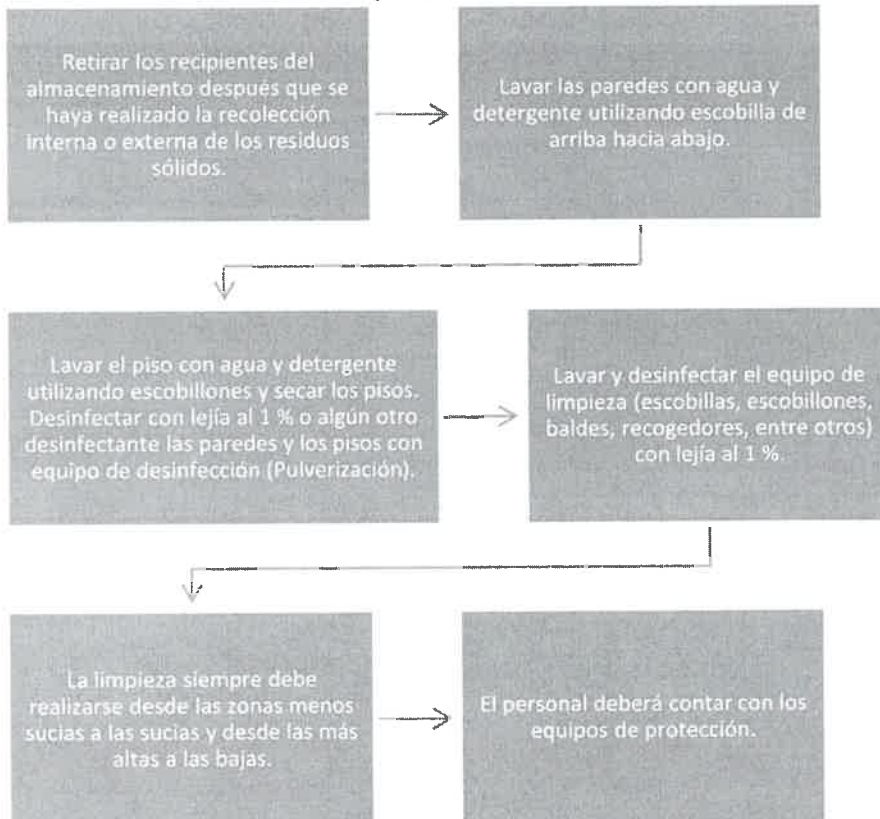 Retirar los recipientes del
almacenamiento después que se
haya realizado la recolección
interna o externa de los residuos
sólidos.
Lavar las paredes con agua y
detergente utilizando escobilla de
arriba hacia abajo.
Lavar el piso con agua y detergente
utilizando escobillones y secar los pisos.
Desinfectar con lejía al 1 % o algún otro
desinfectante las paredes y los pisos con
equipo de desinfección (Pulverización).
Lavar y desinfectar el equipo de
limpieza (escobillas, escobillones,
baldes, recogedores, entre otros)
con lejía al 1 %.
La limpieza siempre debe
realizarse desde las zonas menos
sucias a las sucias y desde las más
altas a las bajas.
El personal deberá contar con los
equipos de protección.